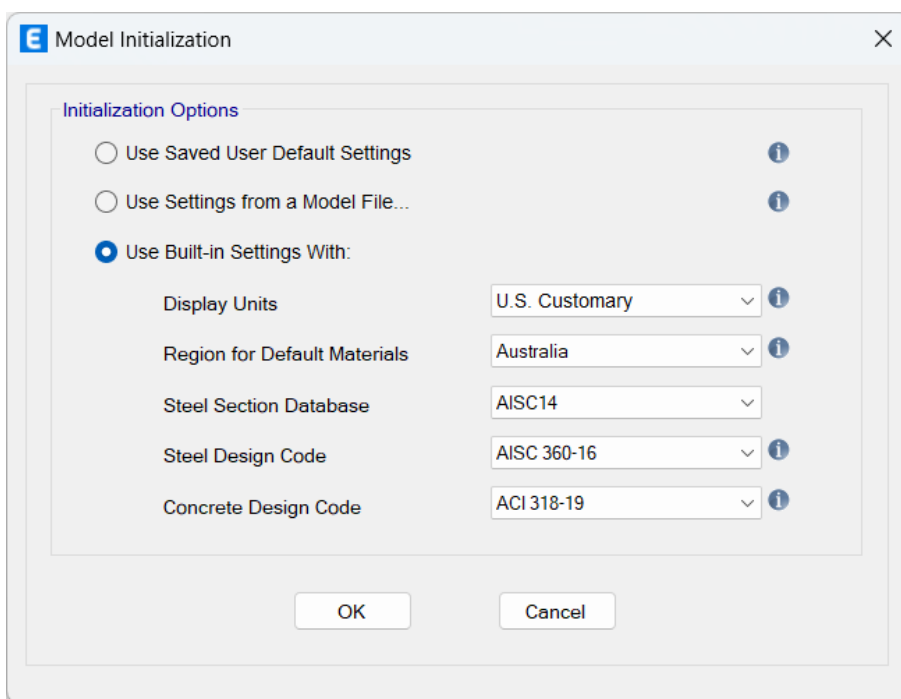 Model Initialization
Initialization Options
Use Saved User Default Settings
Use Settings from a Model File...
Use Built-in Settings With:
Display Units U.S. Customary
Region for Default Materials Australia
Steel Section Database AISC14
Steel Design Code AISC 360-16
Concrete Design Code ACI 318-19
OK Cancel